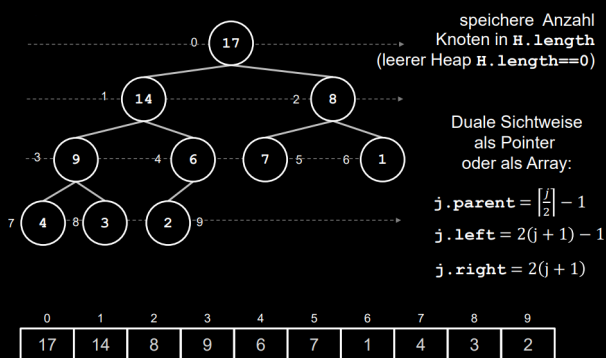 speichere Anzahl
Knoten in H.length
(leerer Heap H.length==0)
0 17
1 14 2 8
Duale Sichtweise
als Pointer
oder als Array:
3 9 4 6 7 5 6 1
j.parent = ⌈j/2⌉ − 1
7 4 8 3 2 9
j.left = 2(j + 1) − 1
j.right = 2(j + 1)
0 1 2 3 4 5 6 7 8 9
17 14 8 9 6 7 1 4 3 2